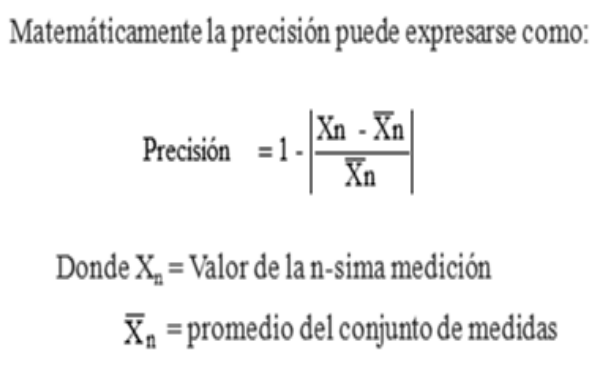 Matemáticamente la precisión puede expresarse como:
Precisión = 1 - |Xn - X̅n / X̅n|
Donde Xₙ = Valor de la n-sima medición
X̅ₙ = promedio del conjunto de medidas